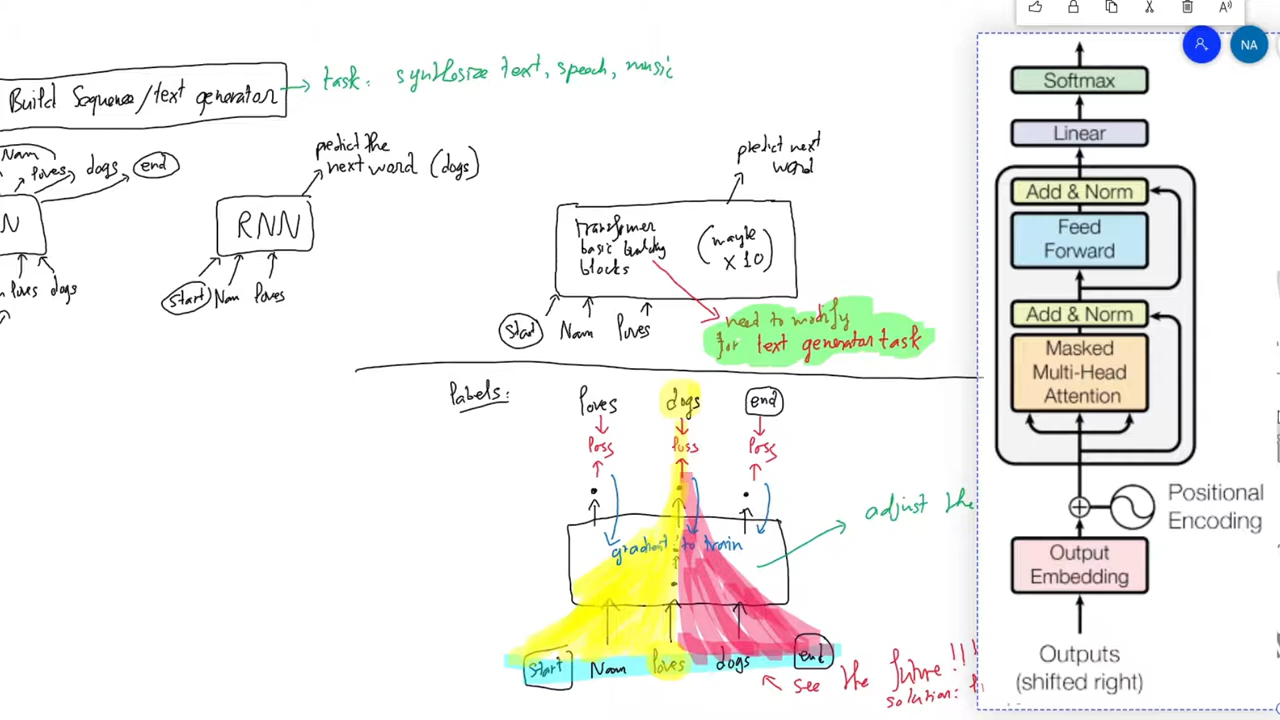 Build Sequence/text generator
task: synthesize text, speech, music
Nam
loves
dogs
end
N
loves dogs
predict the
next word (dogs)
RNN
start Nam loves
predict next
word
transformer
basic building
blocks
(maybe
x 10)
start Nam loves
need to modify
for text generator task
labels:
loves dogs end
loss loss loss
gradient to train
adjust the
start Nam loves dogs end
see the future!!!
solution:
NA
Softmax
Linear
Add & Norm
Feed
Forward
Add & Norm
Masked
Multi-Head
Attention
Positional
Encoding
Output
Embedding
Outputs
(shifted right)